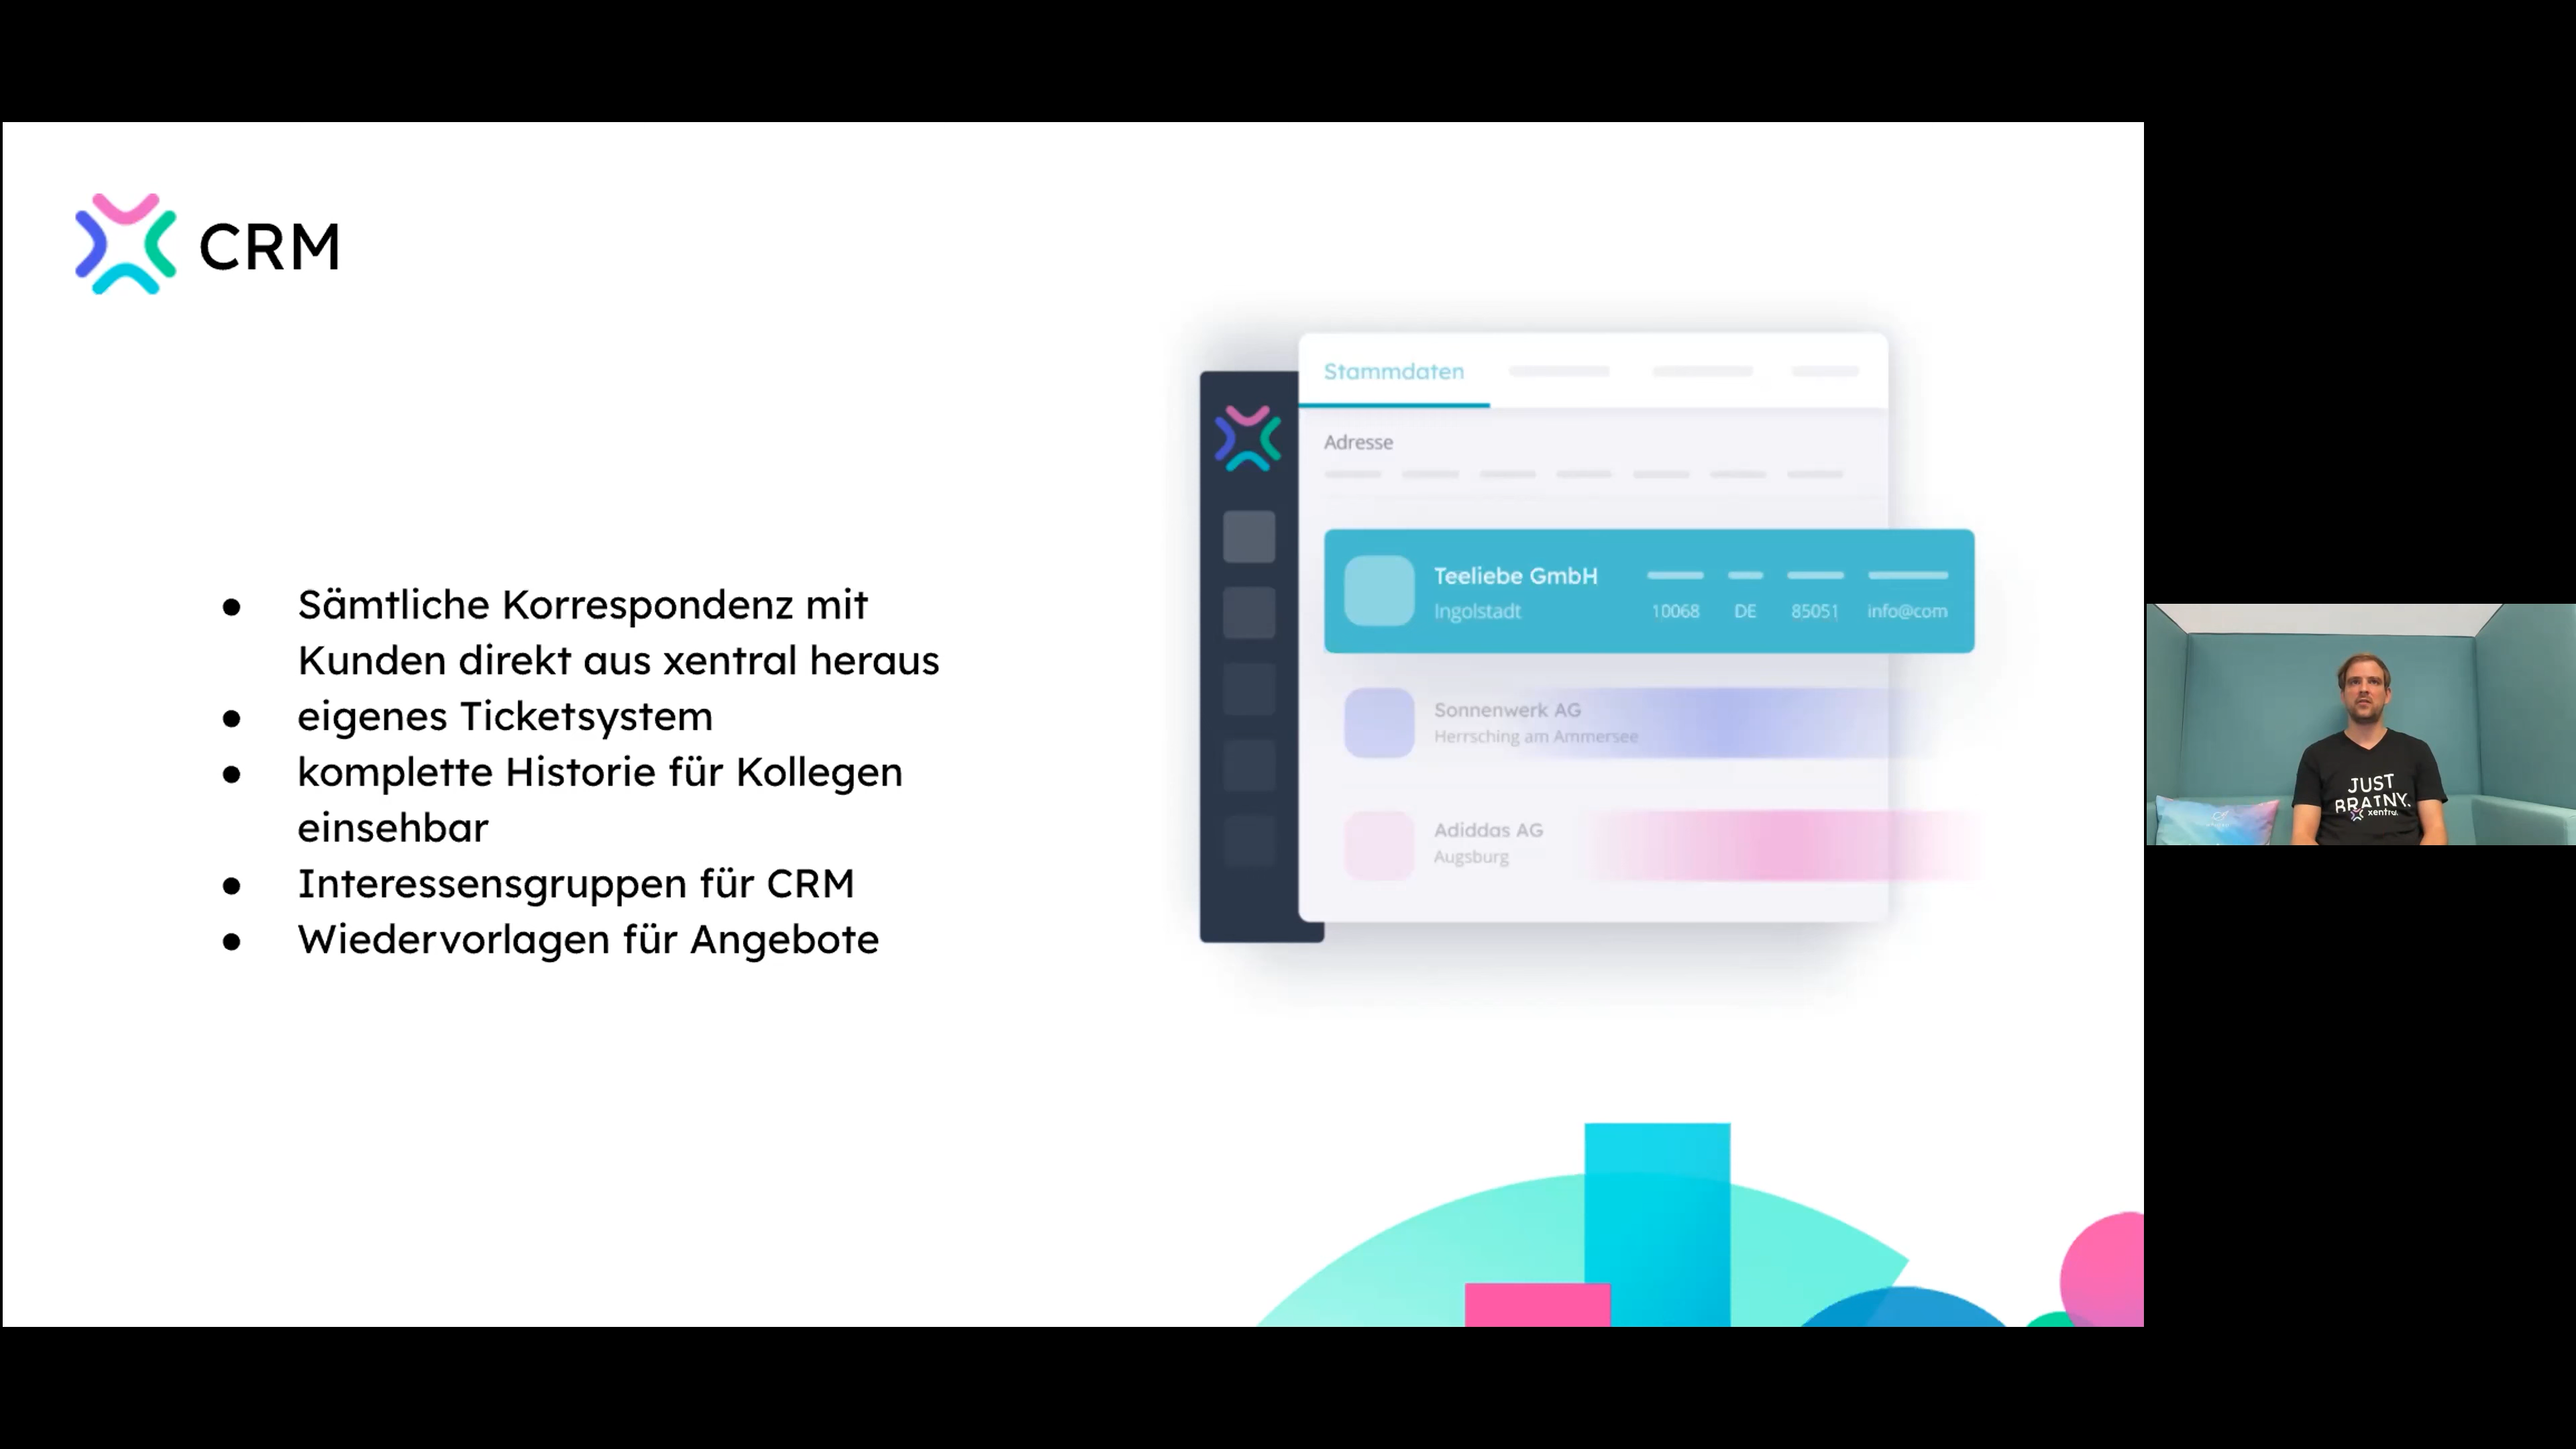 CRM
Sämtliche Korrespondenz mit
Kunden direkt aus xentral heraus
eigenes Ticketsystem
komplette Historie für Kollegen
einsehbar
Interessensgruppen für CRM
Wiedervorlagen für Angebote
Stammdaten
Adresse
Teeliebe GmbH
Ingolstadt
10068 DE 85051 info@com
Sonnenwerk AG
Herrsching am Ammersee
Adiddas AG
Augsburg
JUST
BRATNY.